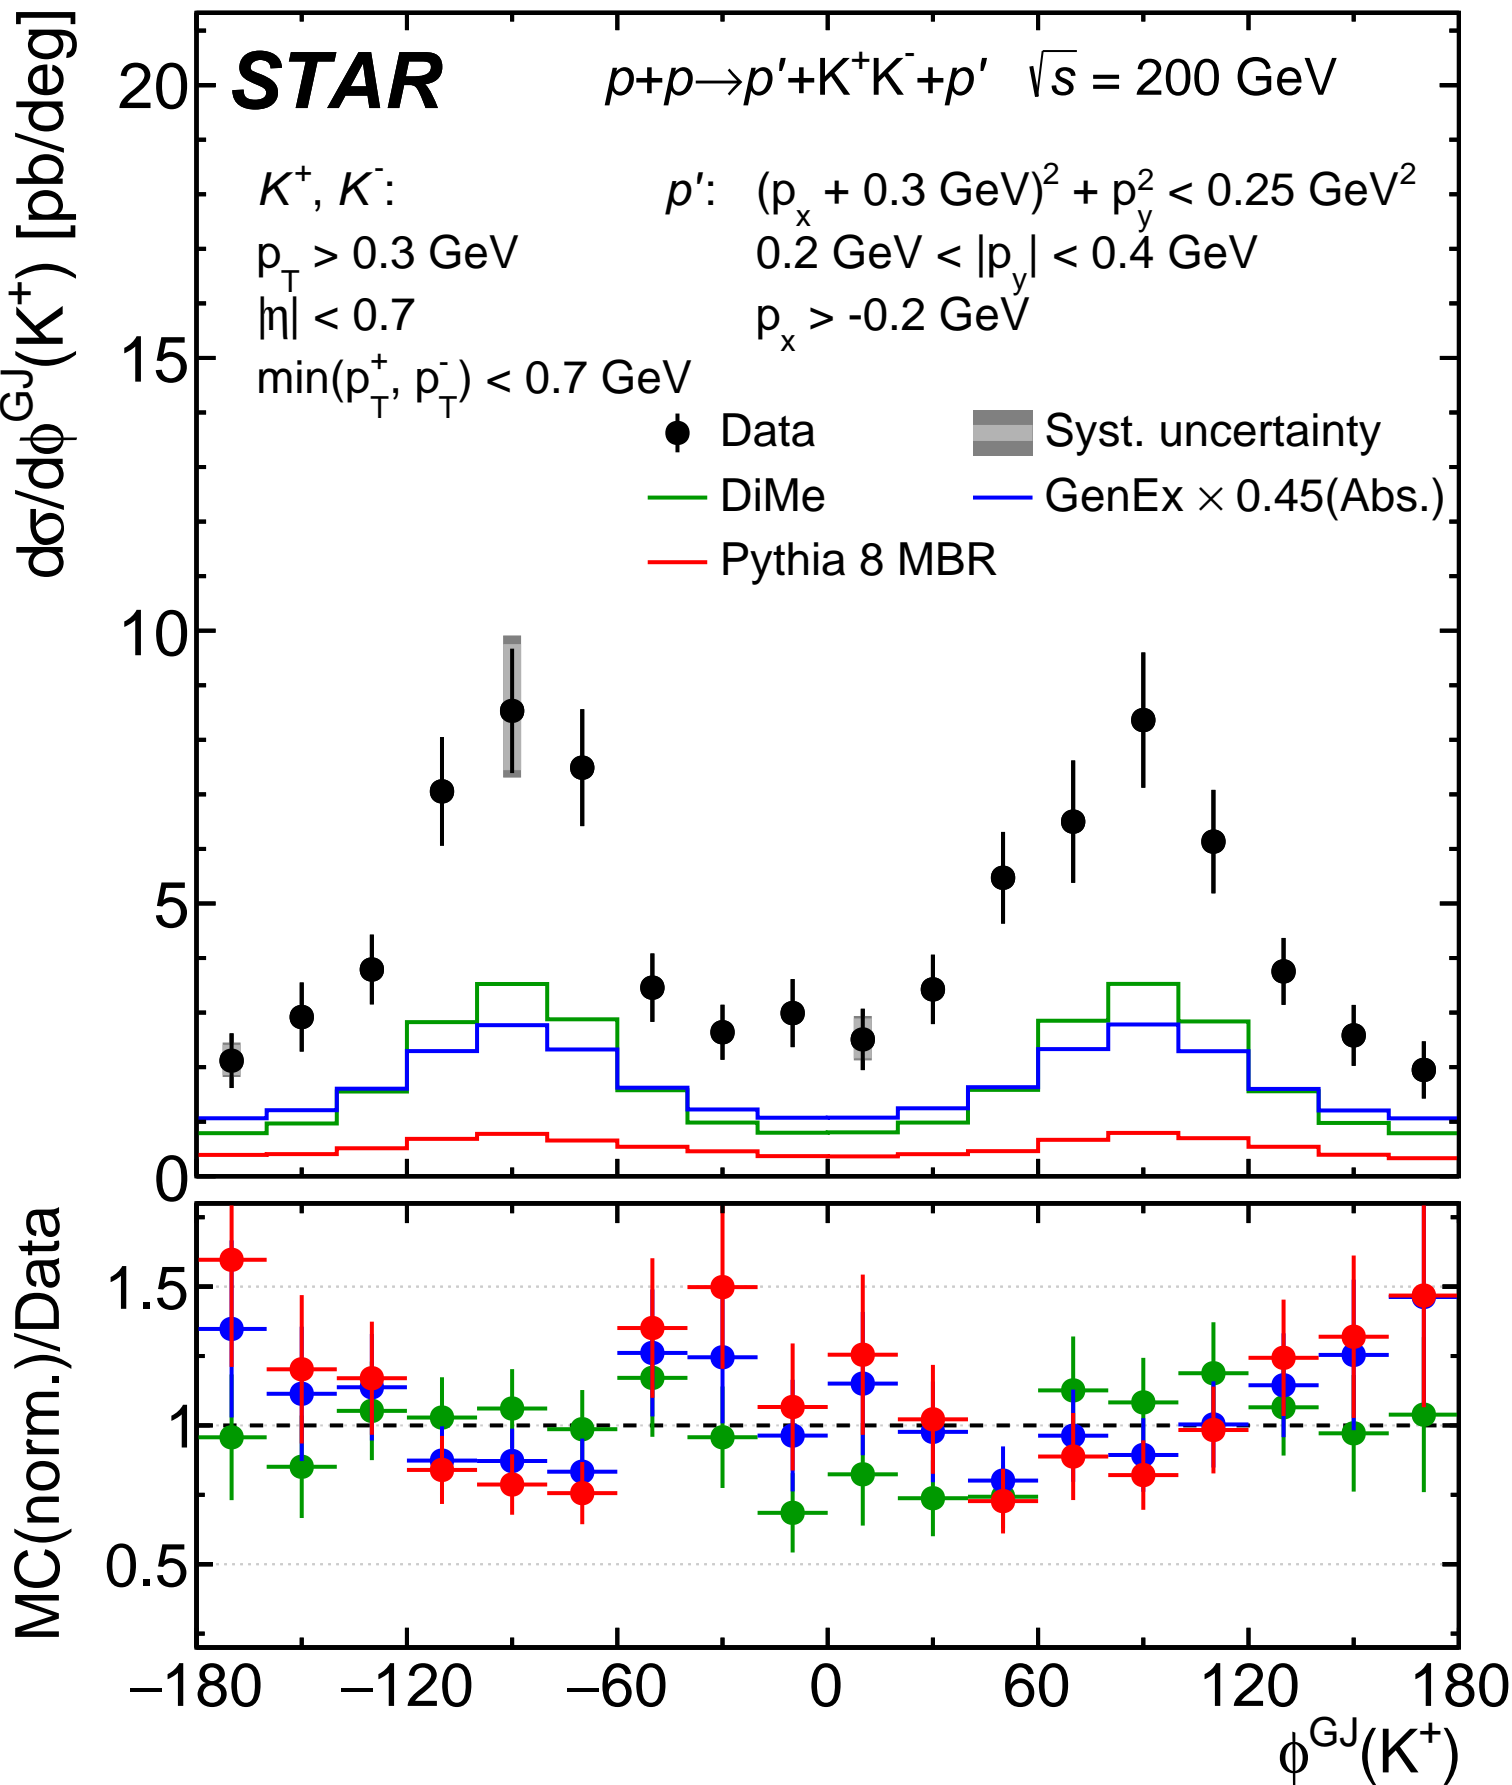 STAR p+p→p′+K⁺K⁻+p′ √s = 200 GeV
K⁺, K⁻: p′: (pₓ + 0.3 GeV)² + p_y² < 0.25 GeV²
p_T > 0.3 GeV 0.2 GeV < |p_y| < 0.4 GeV
|η| < 0.7 pₓ > -0.2 GeV
min(p_T⁺, p_T⁻) < 0.7 GeV
Data Syst. uncertainty
DiMe GenEx × 0.45(Abs.)
Pythia 8 MBR
dσ/dϕ^GJ(K⁺) [pb/deg]
20
15
10
5
0
MC(norm.)/Data
1.5
1
0.5
−180 −120 −60 0 60 120 180
ϕ^GJ(K⁺)